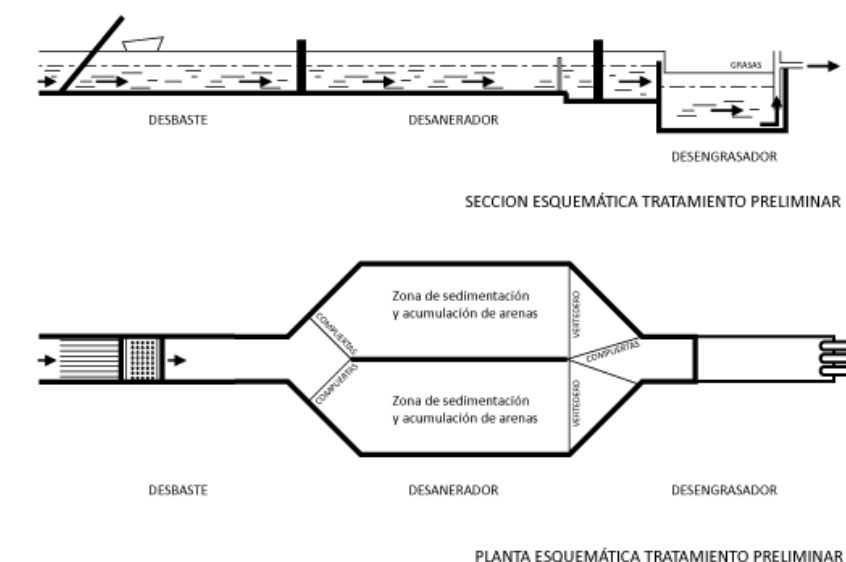 GRASAS
DESBASTE
DESANERADOR
DESENGRASADOR
SECCION ESQUEMÁTICA TRATAMIENTO PRELIMINAR
Zona de sedimentación
y acumulación de arenas
VERTEDERO
COMPUERTAS
COMPUERTAS
COMPUERTAS
Zona de sedimentación
y acumulación de arenas
VERTEDERO
DESBASTE
DESANERADOR
DESENGRASADOR
PLANTA ESQUEMÁTICA TRATAMIENTO PRELIMINAR